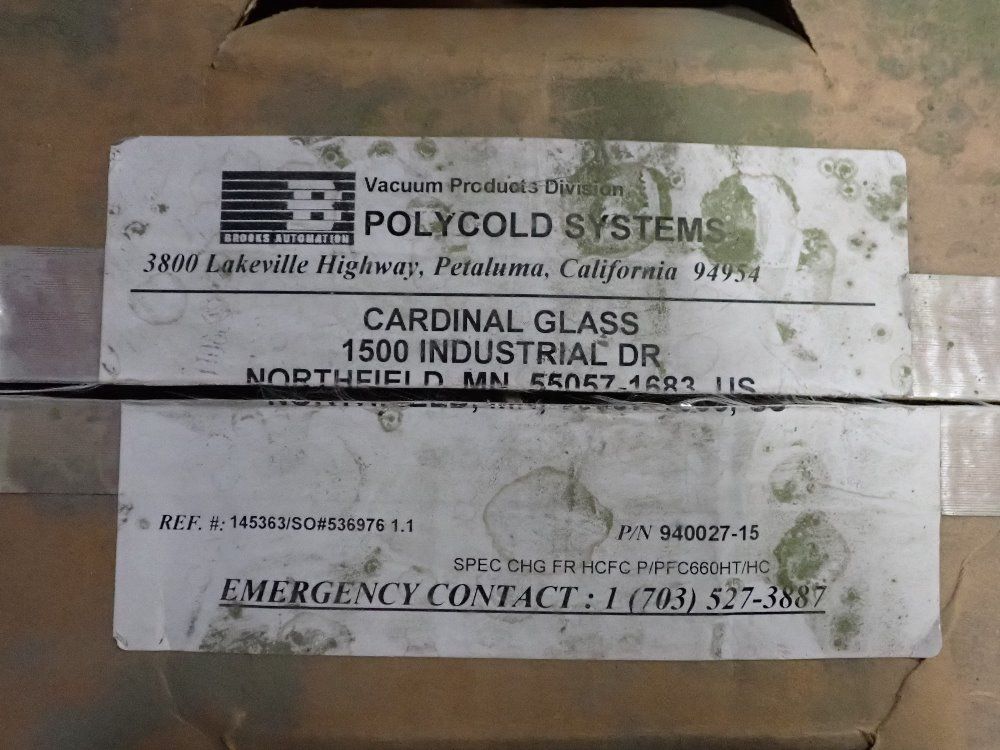 Vacuum Products Division
POLYCOLD SYSTEMS
BROOKS AUTOMATION
3800 Lakeville Highway, Petaluma, California 94954
CARDINAL GLASS
1500 INDUSTRIAL DR
NORTHFIELD, MN, 55057-1683, US
REF. #: 145363/SO#536976 1.1
P/N 940027-15
SPEC CHG FR HCFC P/PFC660HT/HC
EMERGENCY CONTACT : 1 (703) 527-3887